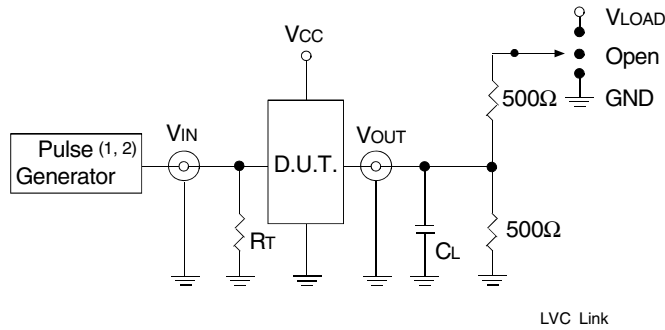 VLOAD
VCC
Open
500Ω
GND
VIN
VOUT
Pulse (1, 2)
Generator
D.U.T.
RT
CL
500Ω
LVC Link